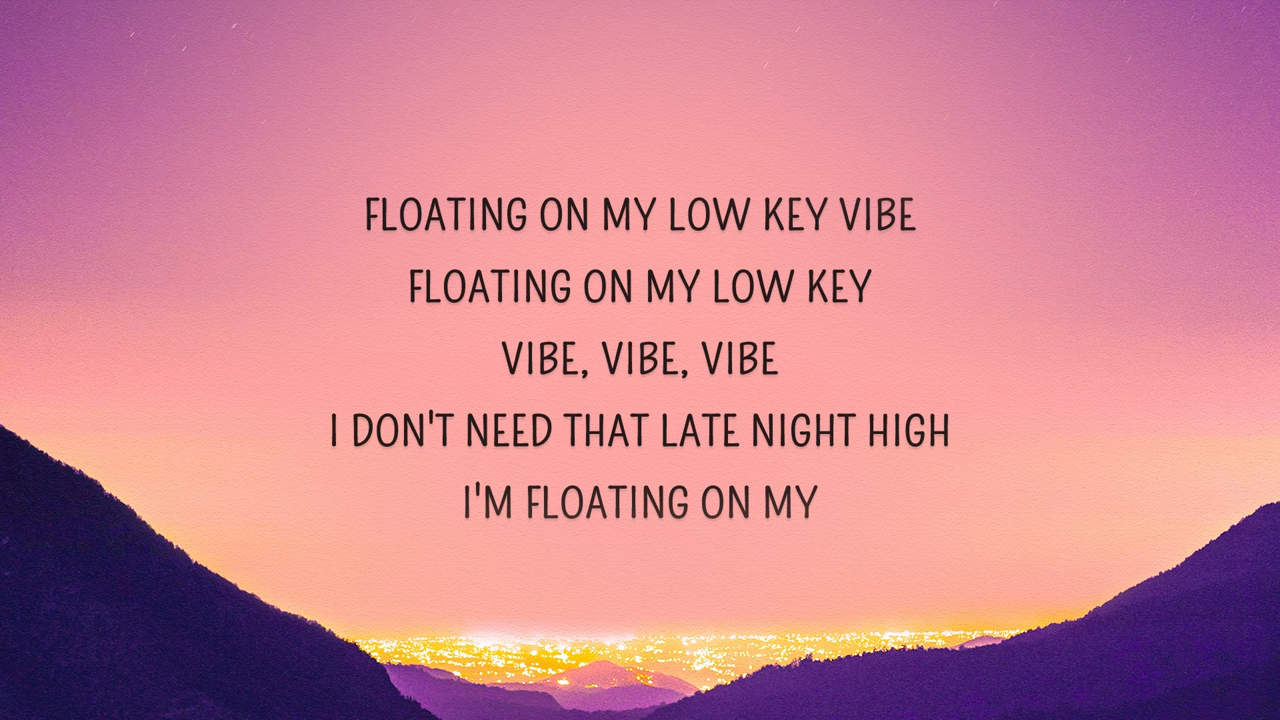 FLOATING ON MY LOW KEY VIBE
FLOATING ON MY LOW KEY
VIBE, VIBE, VIBE
I DON'T NEED THAT LATE NIGHT HIGH
I'M FLOATING ON MY